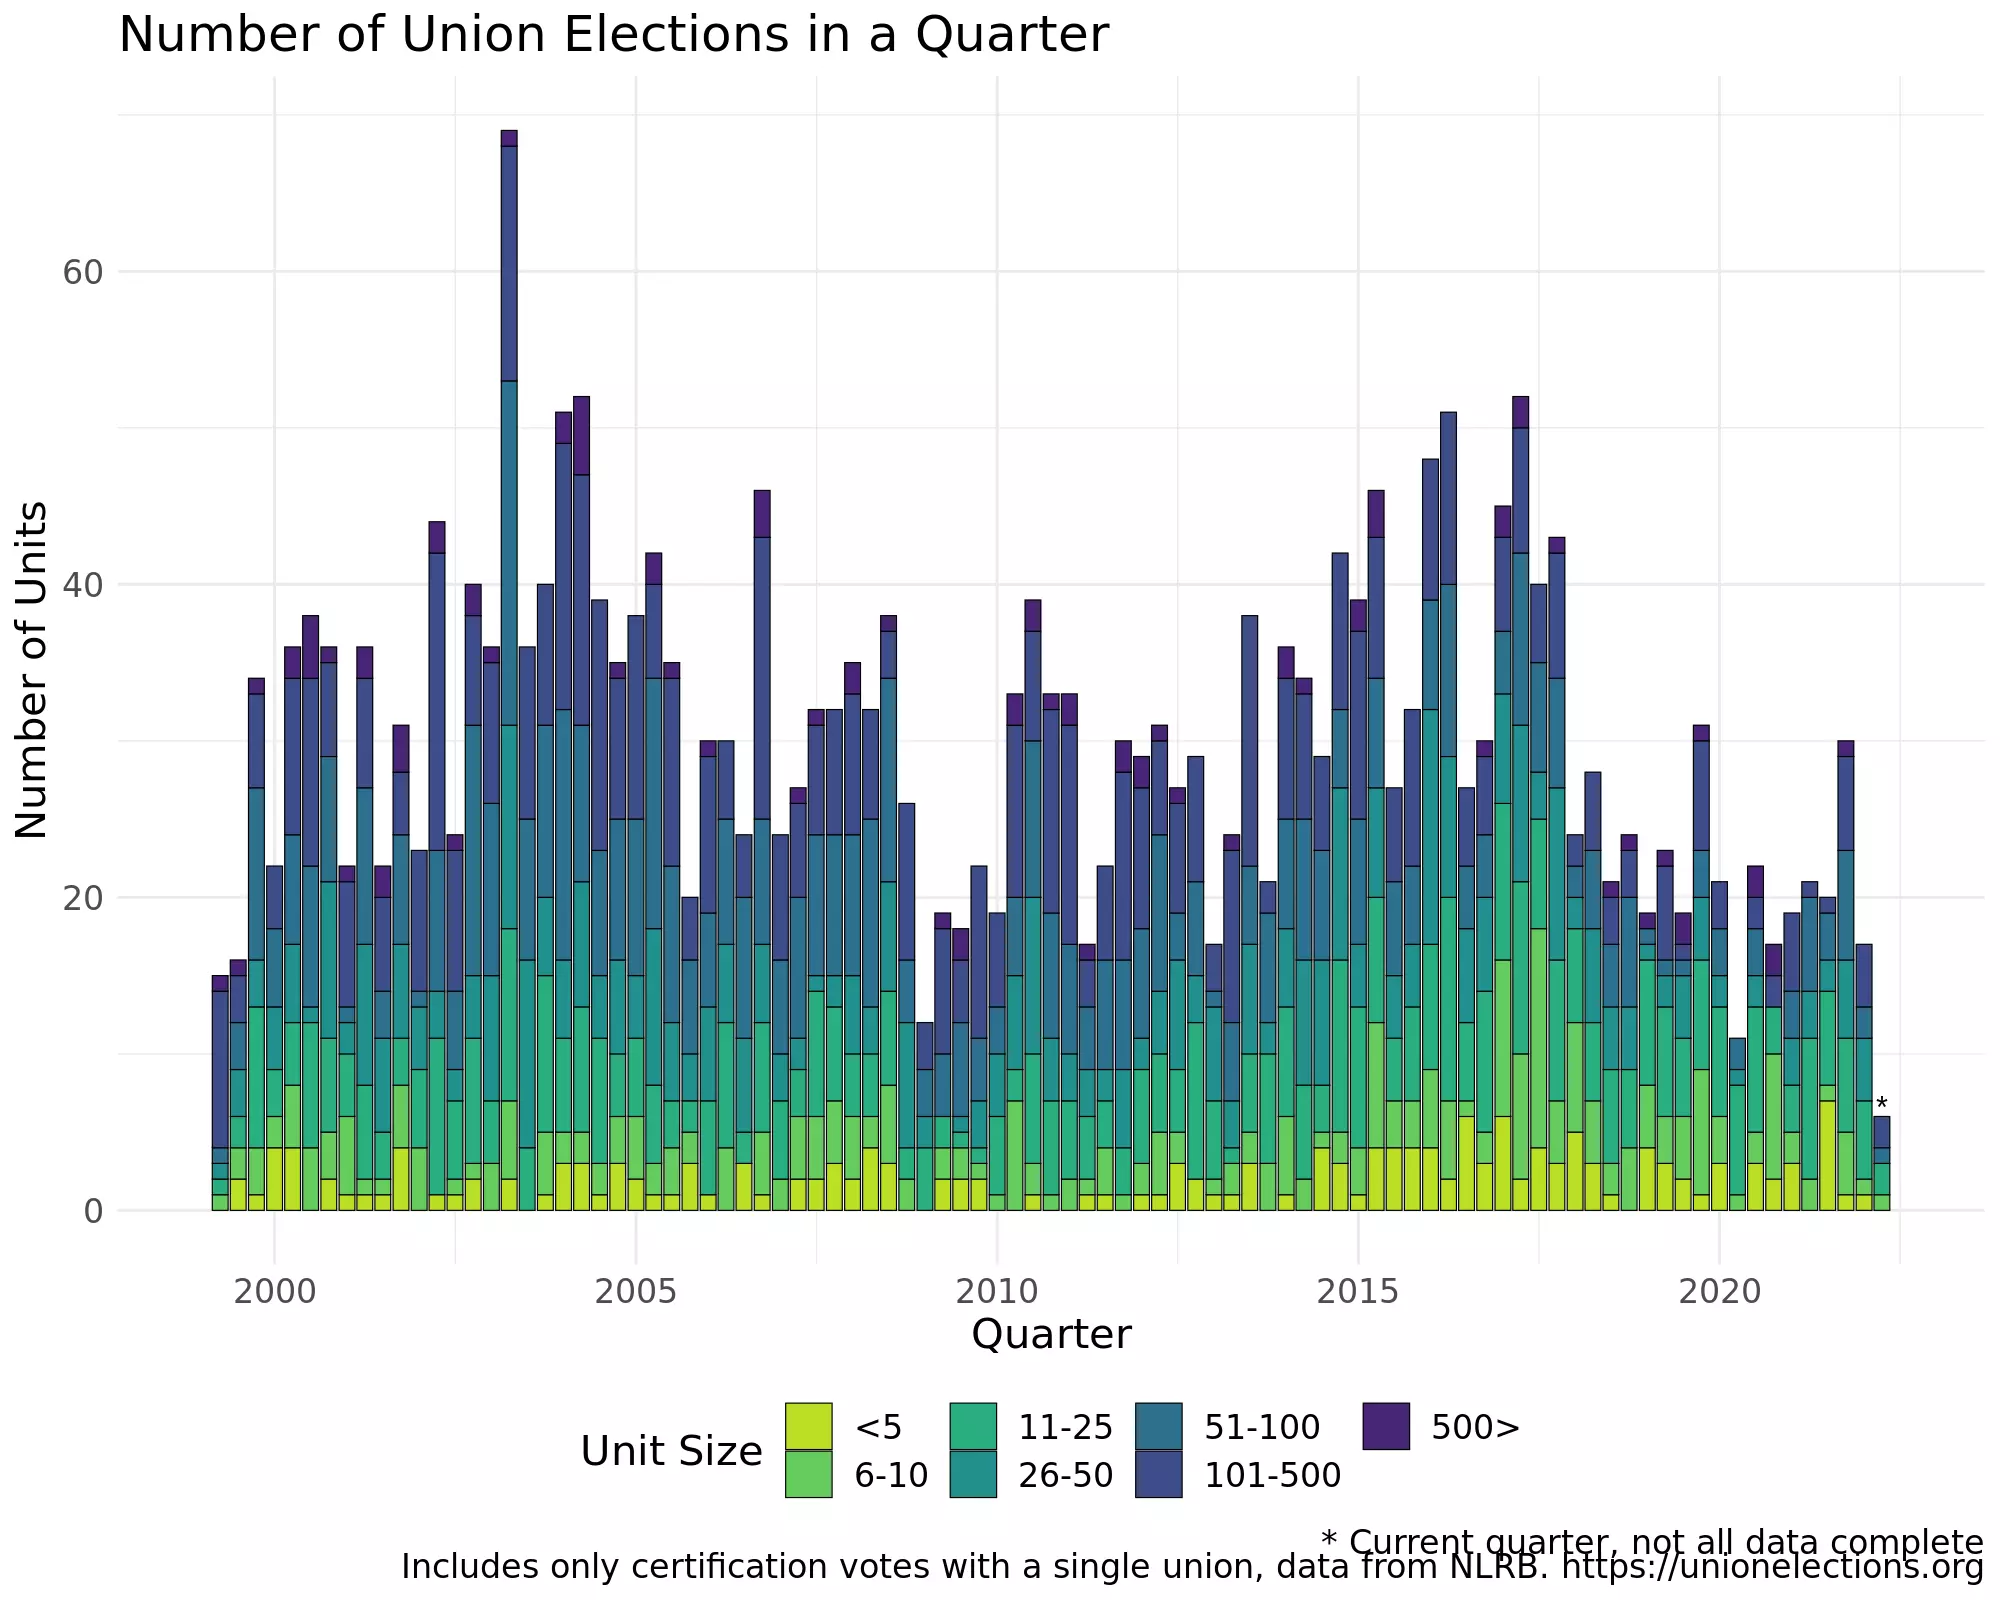 Number of Union Elections in a Quarter
Number of Units
60
40
20
0
*
2000 2005 2010 2015 2020
Quarter
Unit Size
<5 11-25 51-100 500>
6-10 26-50 101-500
* Current quarter, not all data complete
Includes only certification votes with a single union, data from NLRB. https://unionelections.org